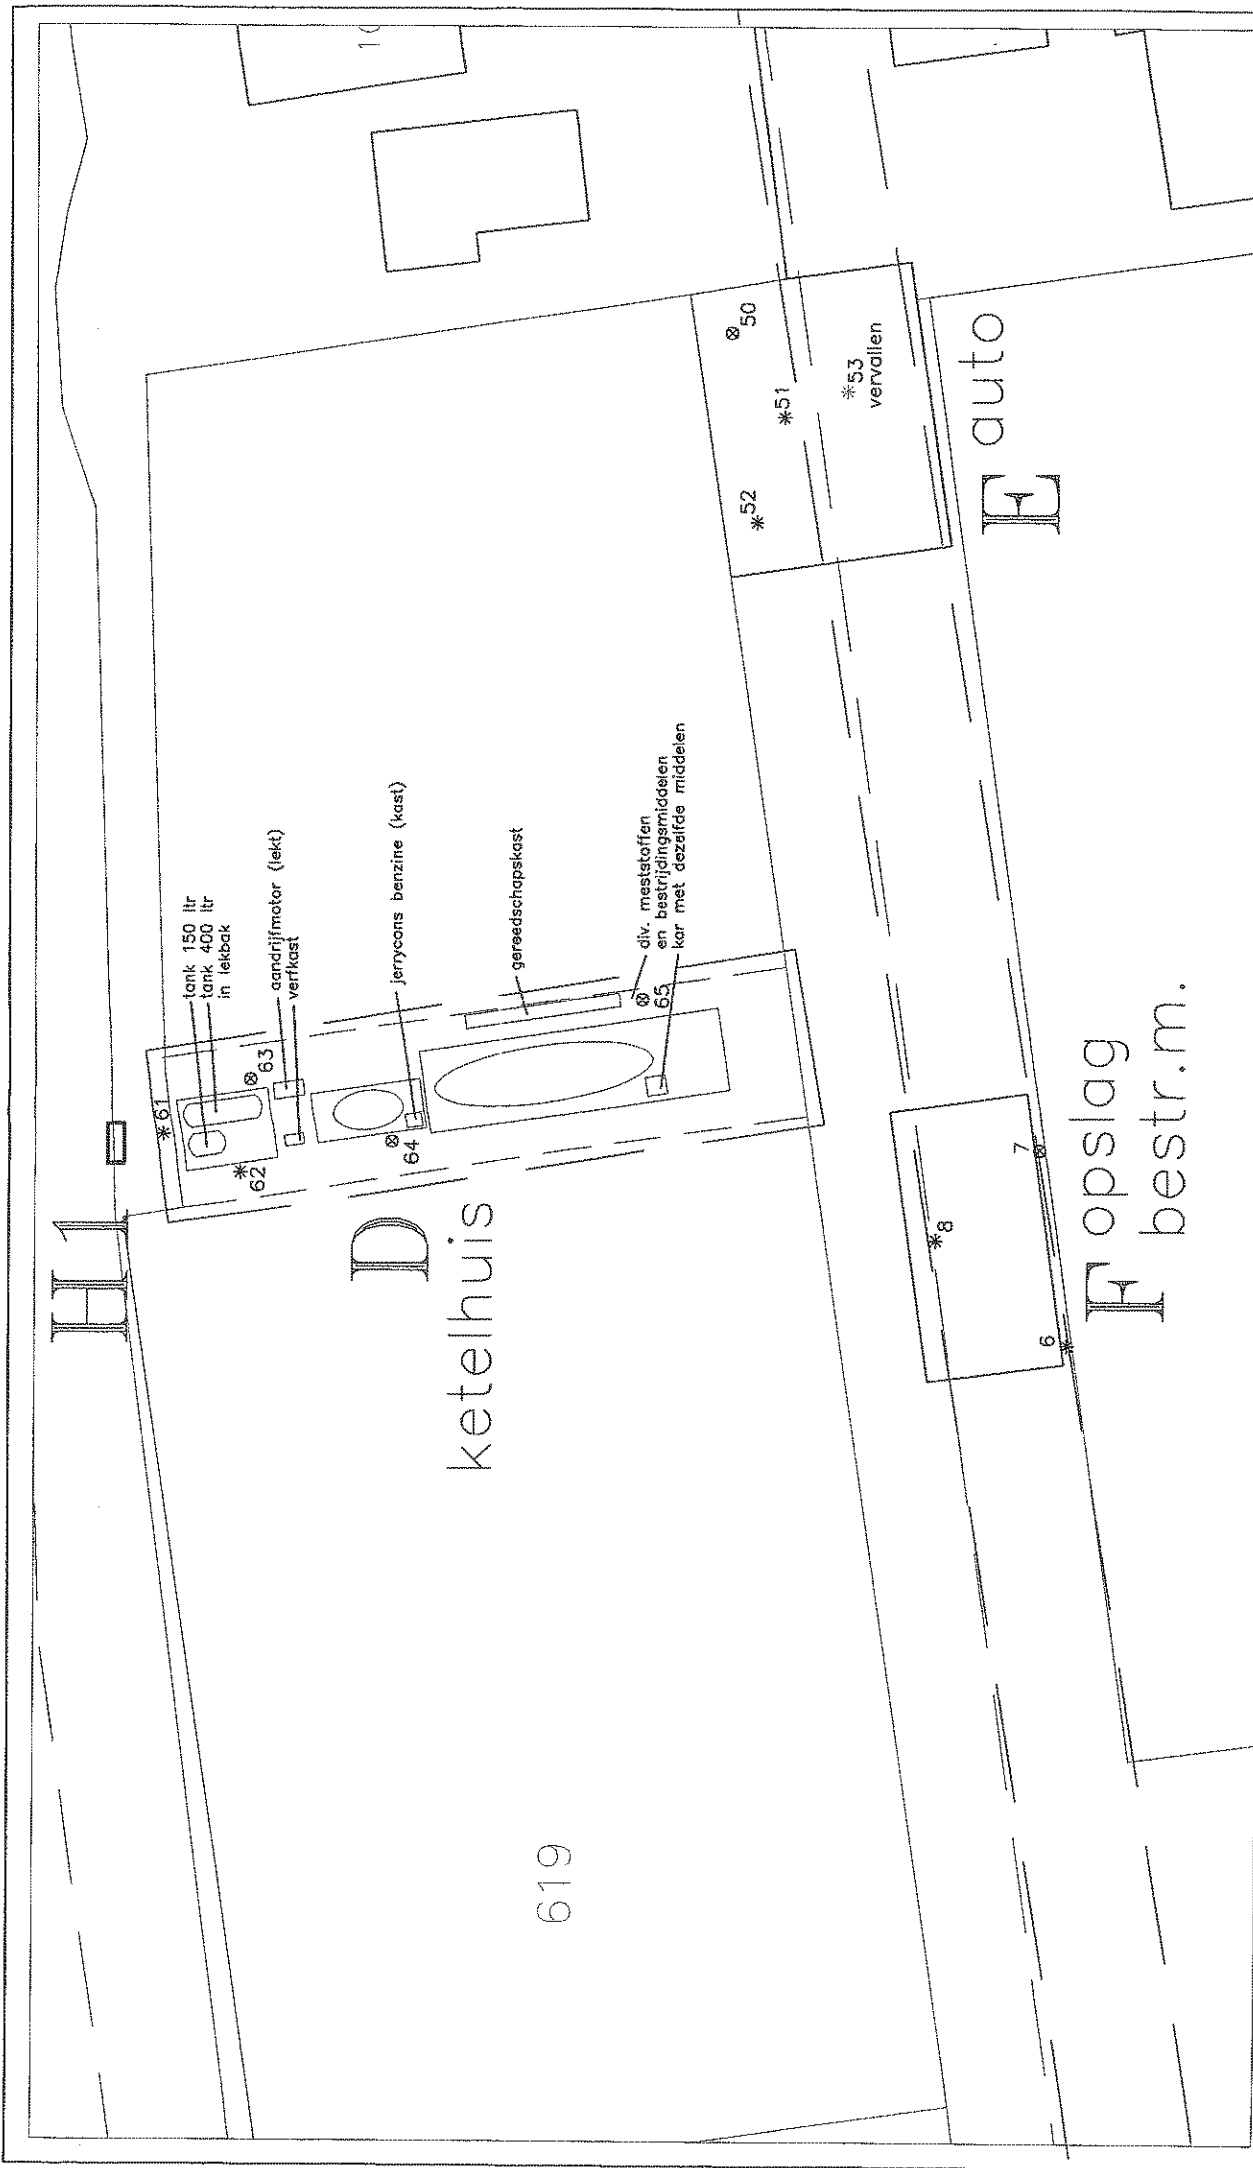 H1
61
62
63
tank 150 ltr
tank 400 ltr
in lekbak
aandrijfmotor (lekt)
verfkast
D
ketelhuis
64
jerrycans benzine (kast)
gereedschapskast
65
div. meststoffen
en bestrijdingsmiddelen
kar met dezelfde middelen
619
50
51
52
53
vervallen
E auto
8
7
6
F opslag
bestr.m.